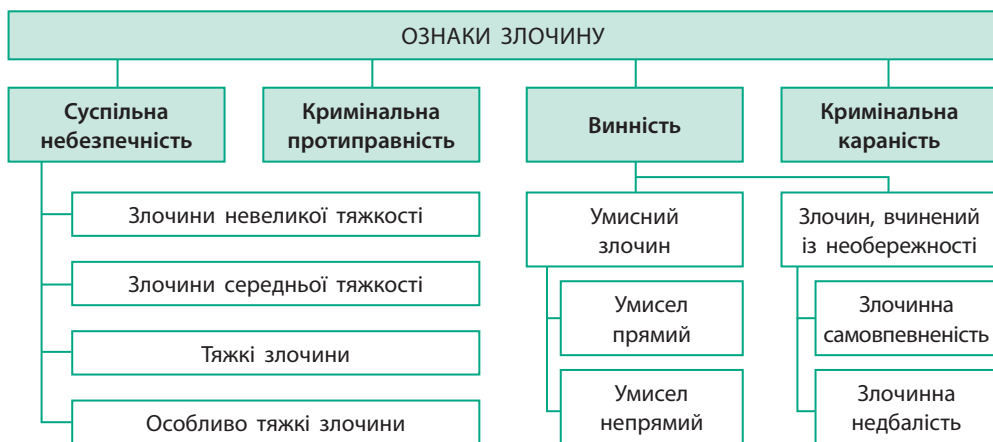 ОЗНАКИ ЗЛОЧИНУ
Суспільна
небезпечність
Кримінальна
протиправність
Винність
Кримінальна
караність
Злочини невеликої тяжкості
Злочини середньої тяжкості
Тяжкі злочини
Особливо тяжкі злочини
Умисний
злочин
Умисел
прямий
Умисел
непрямий
Злочин, вчинений
із необережності
Злочинна
самовпевненість
Злочинна
недбалість